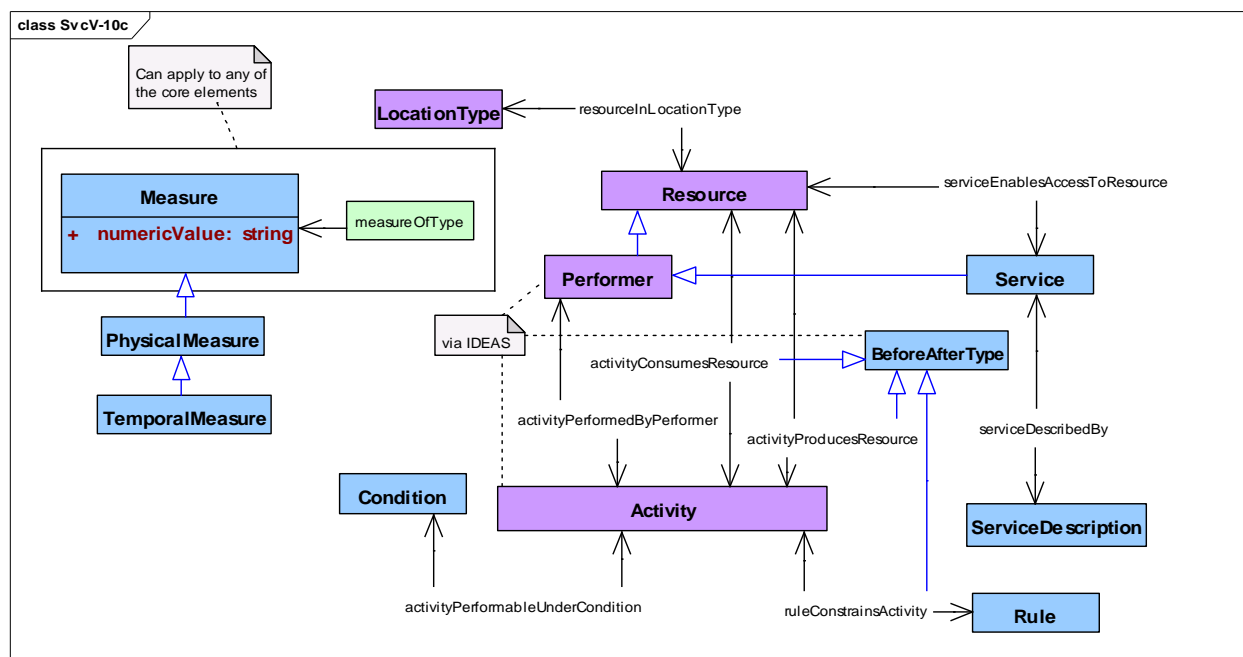 class SvcV-10c
Can apply to any of
the core elements
LocationType
resourceInLocationType
Measure
+ numericValue: string
measureOfType
Resource
serviceEnablesAccessToResource
Performer
Service
PhysicalMeasure
via IDEAS
BeforeAfterType
activityConsumesResource
TemporalMeasure
activityPerformedByPerformer
activityProducesResource
serviceDescribedBy
Condition
Activity
ServiceDescription
activityPerformableUnderCondition
ruleConstrainsActivity
Rule